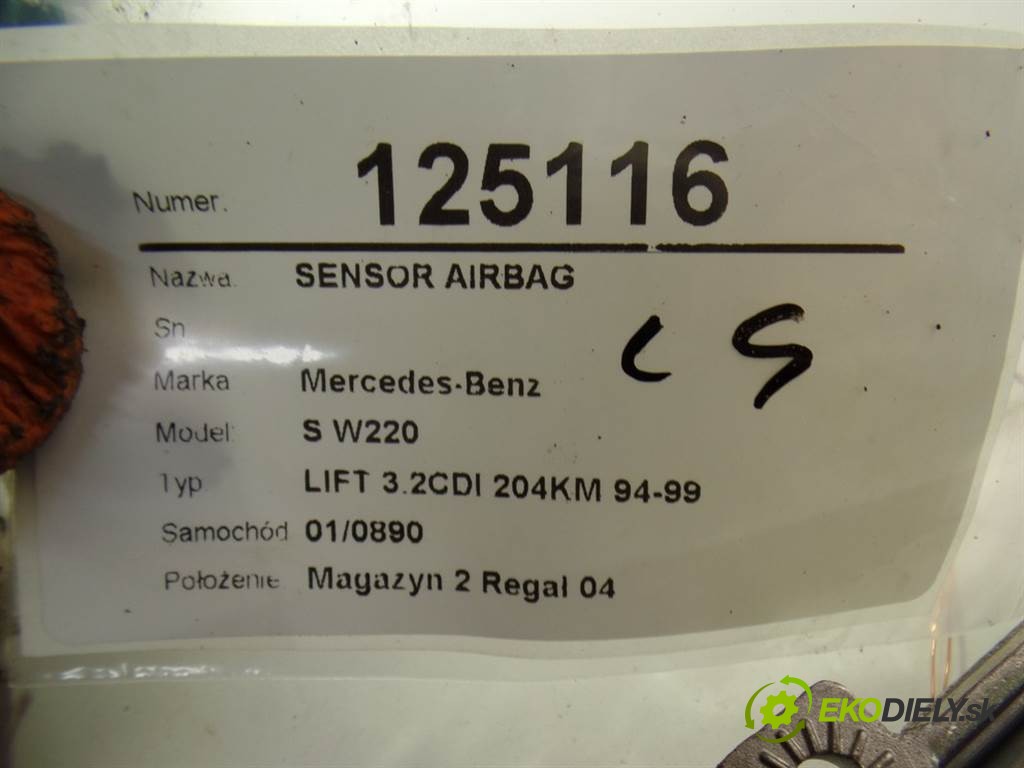 Numer. 125116
Nazwa. SENSOR AIRBAG
Sn
Marka Mercedes-Benz
Model: S W220
Typ LIFT 3.2CDI 204KM 94-99
Samochód 01/0890
Położenie Magazyn 2 Regał 04
EKODIELY.sk